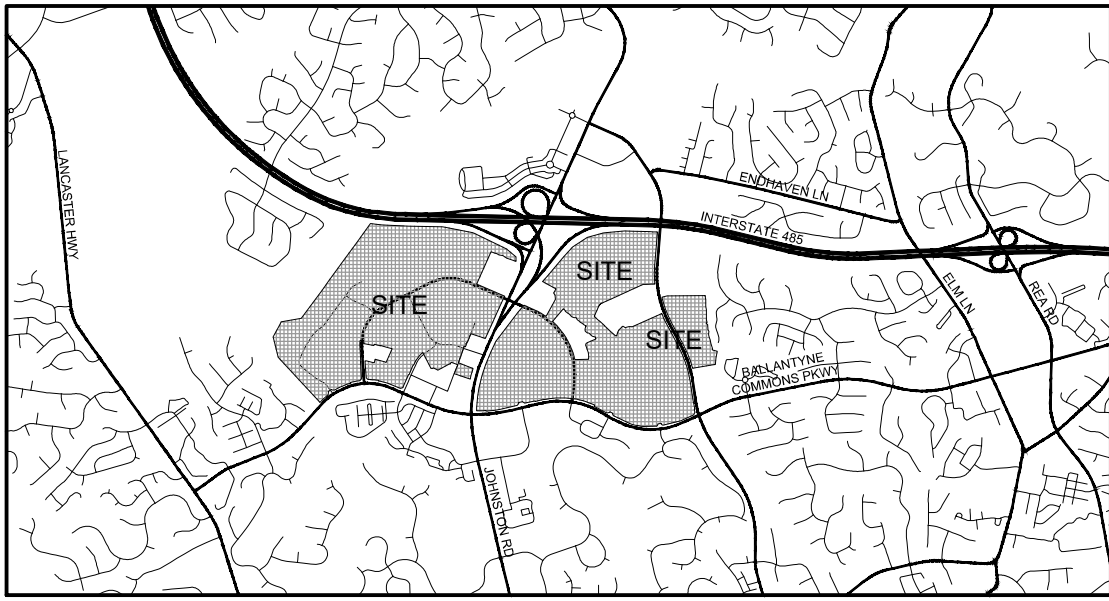 LANCASTER HWY
ENDHAVEN LN
INTERSTATE 485
SITE
SITE
SITE
ELM LN
REA RD
BALLANTYNE
COMMONS PKWY
JOHNSTON RD